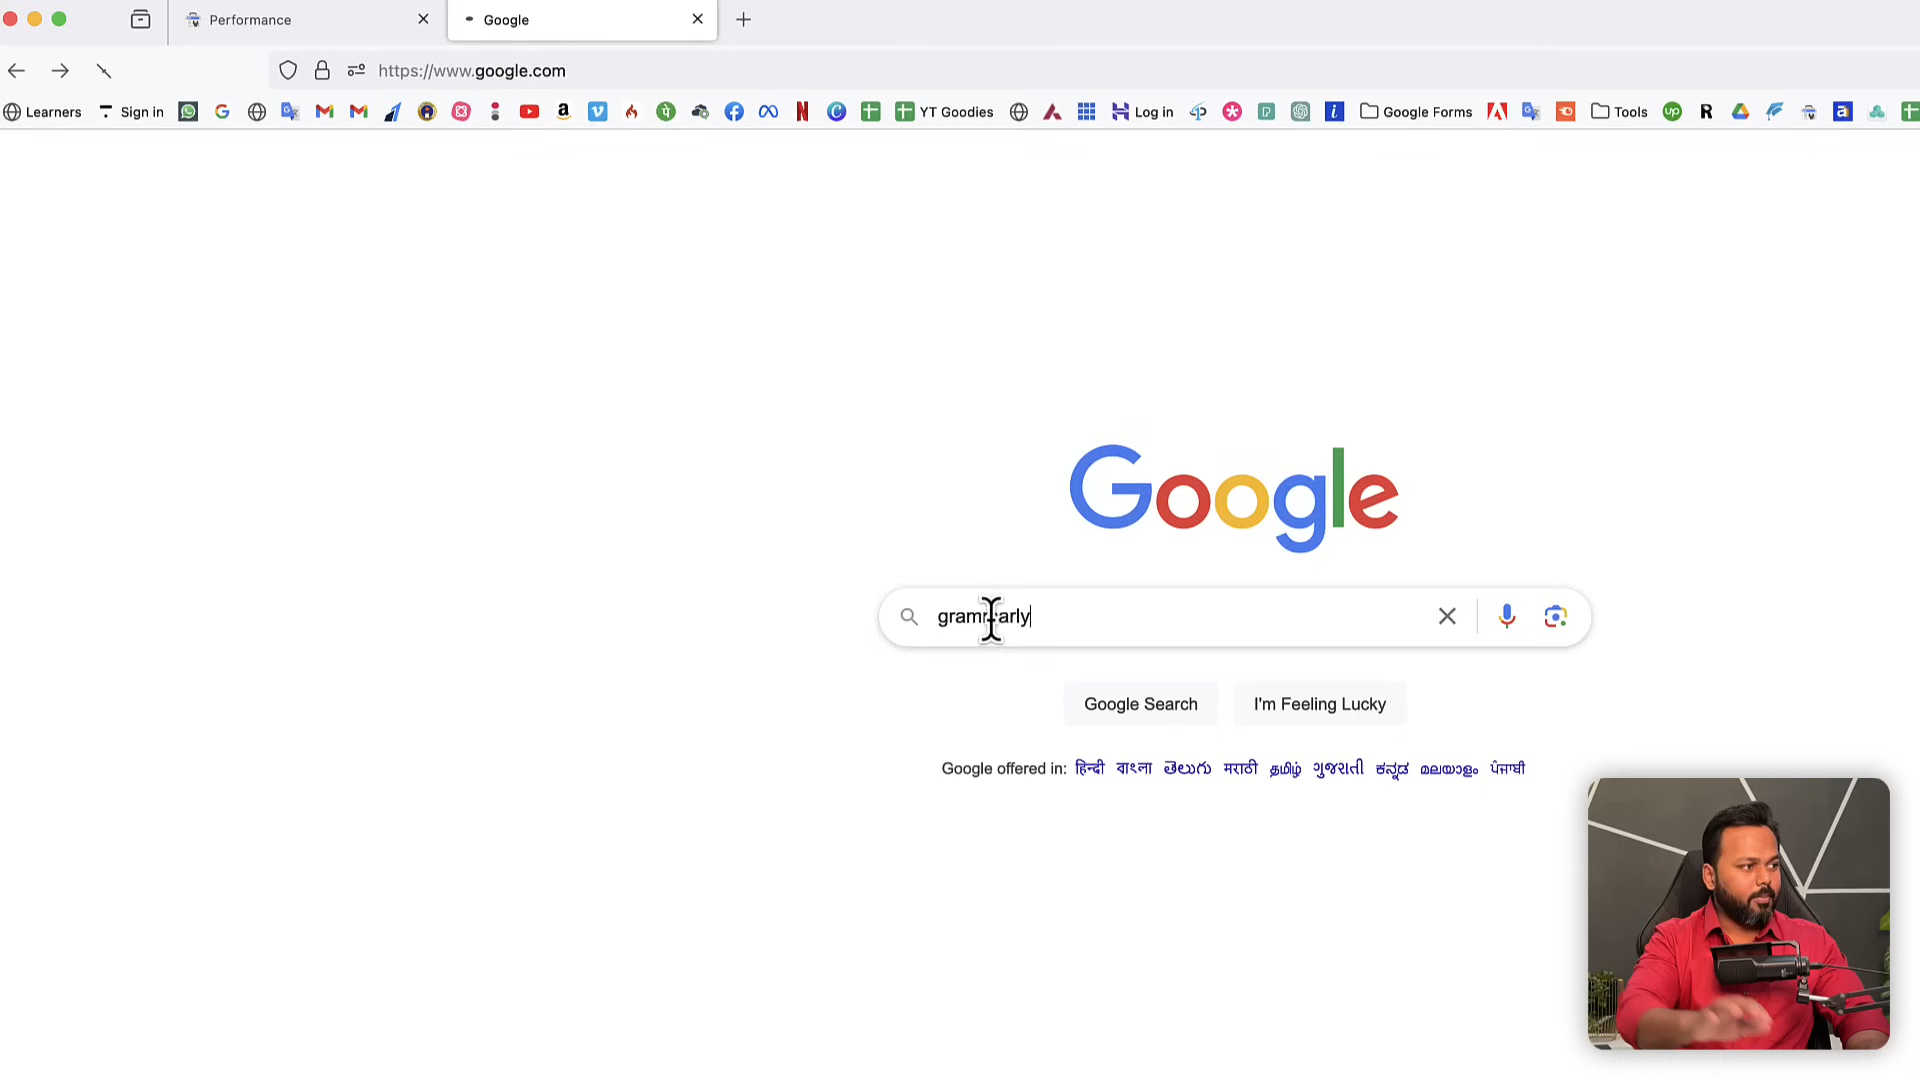 Performance
Google
https://www.google.com
Learners
Sign in
YT Goodies
Log in
Google Forms
Tools
Google
grammarly
Google Search
I'm Feeling Lucky
Google offered in: हिन्दी বাংলা తెలుగు मराठी தமிழ் ગુજરાતી ಕನ್ನಡ മലയാളം ਪੰਜਾਬੀ